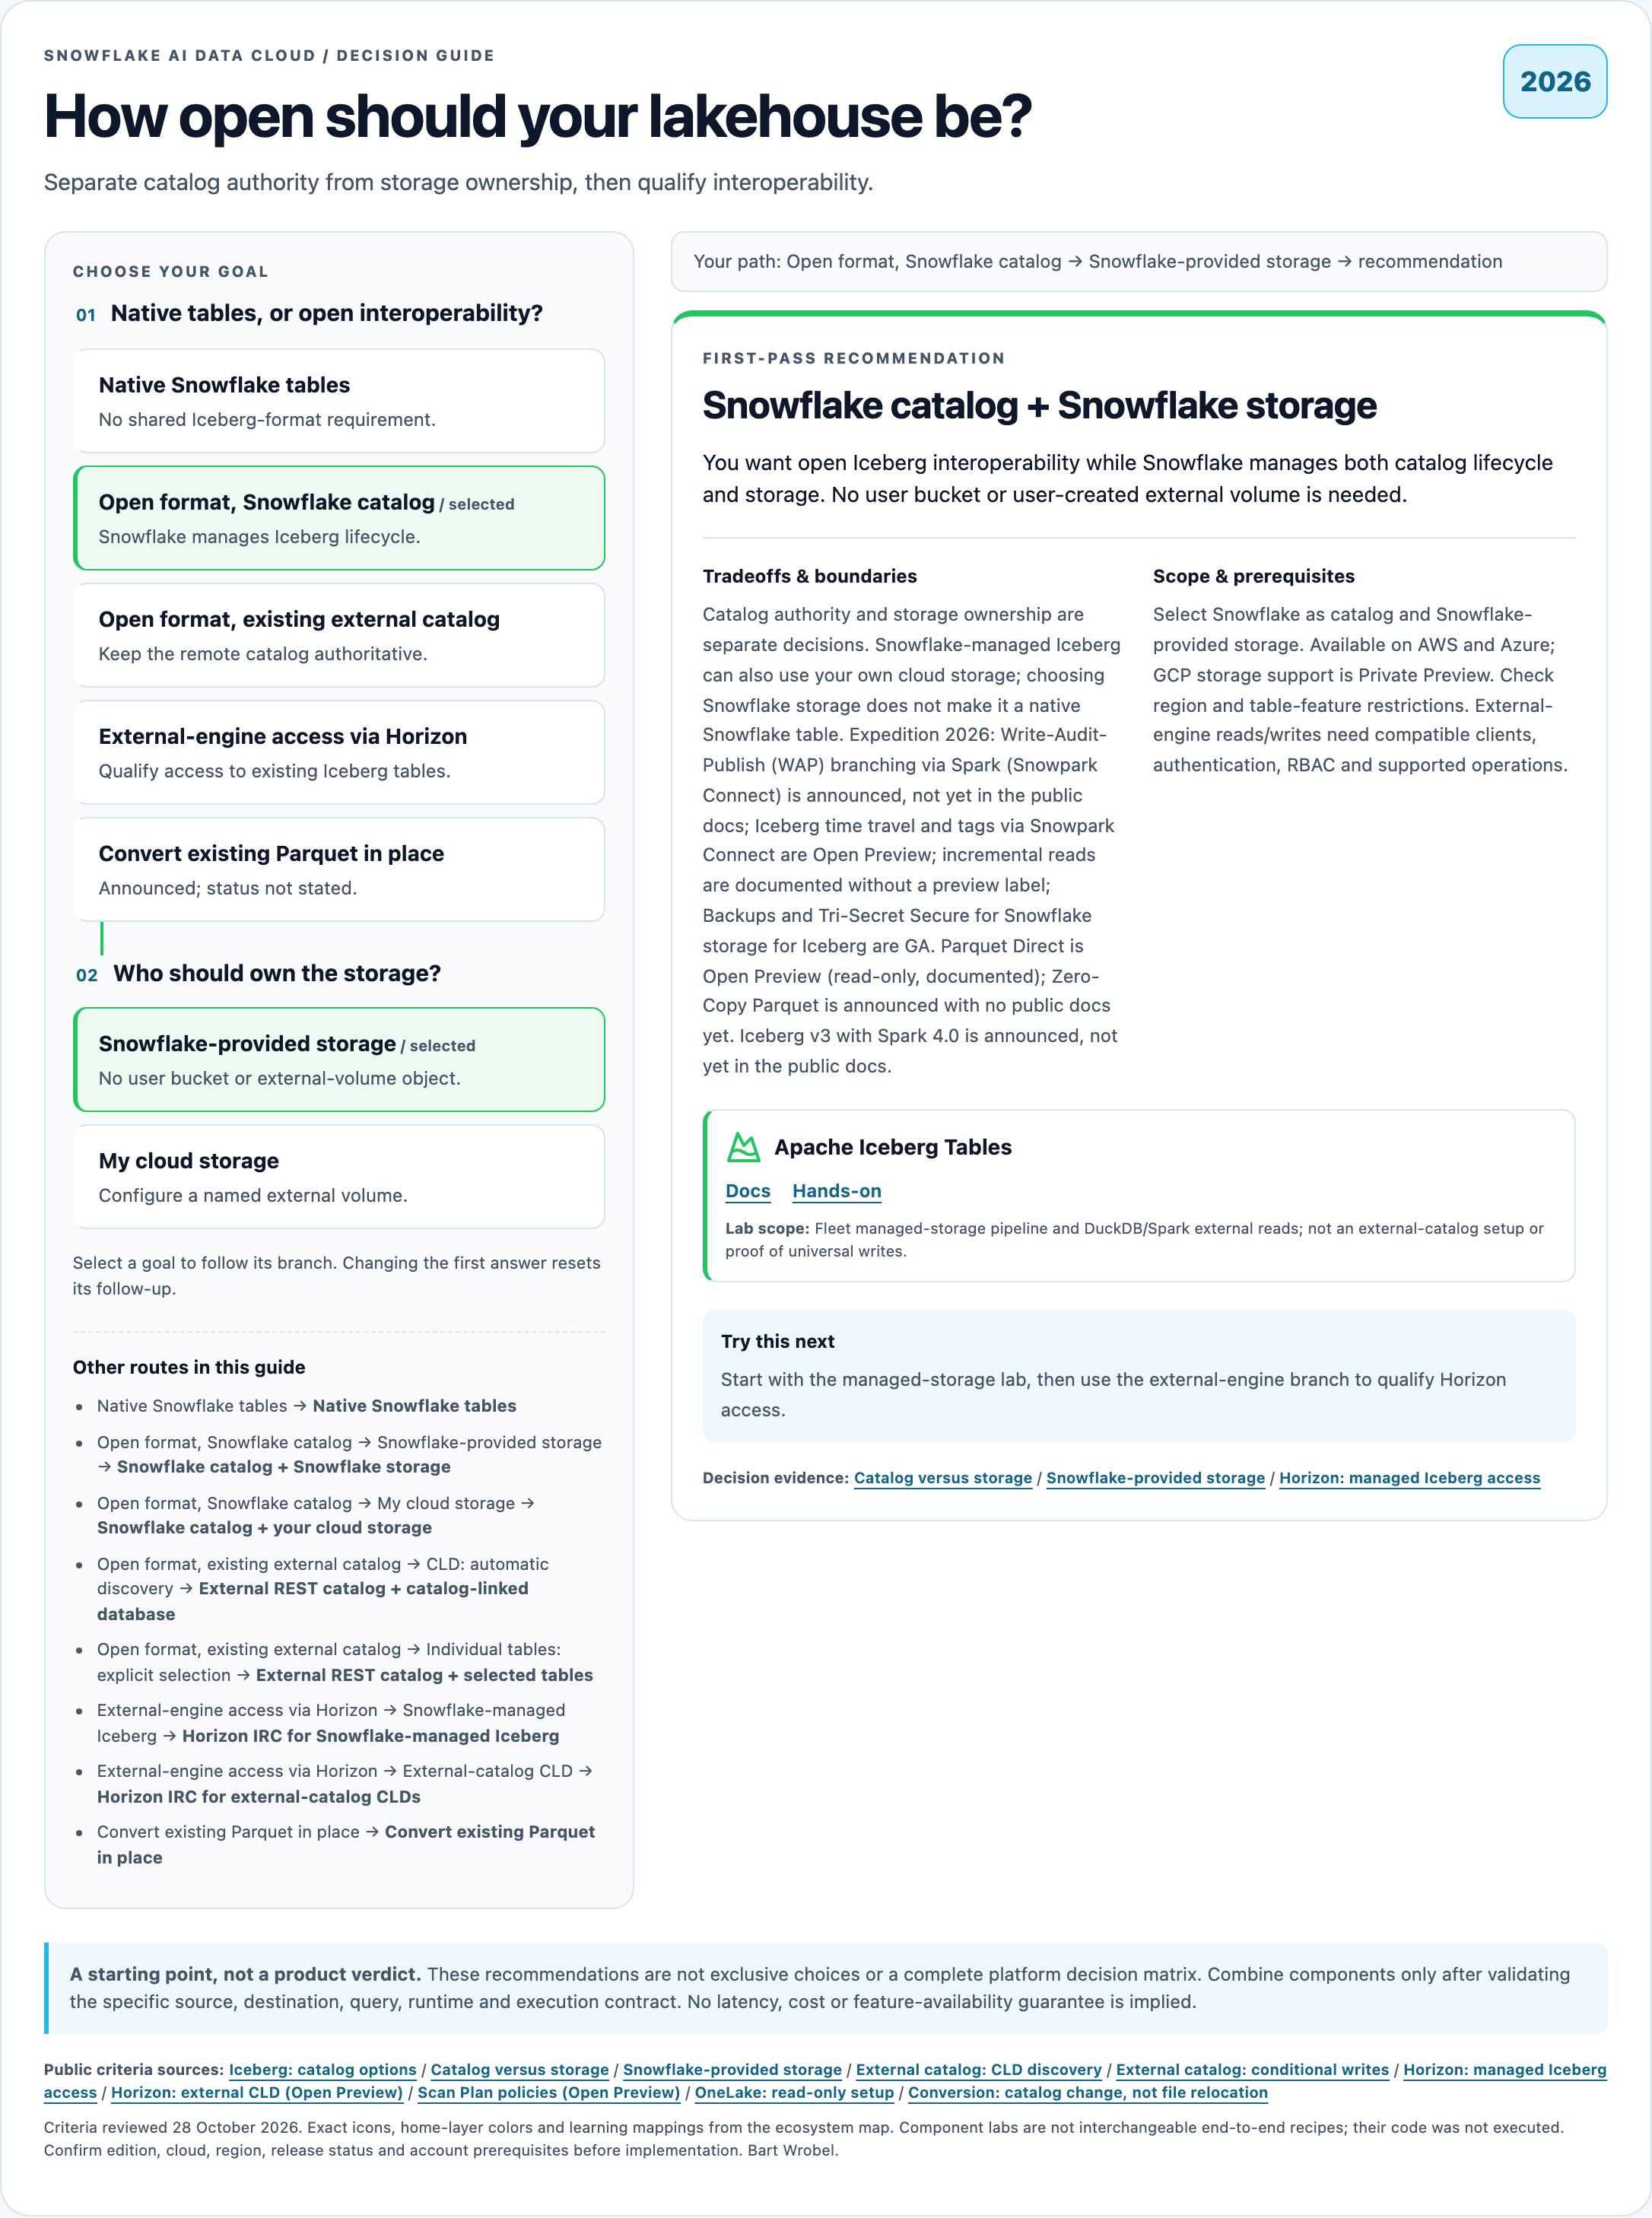 SNOWFLAKE AI DATA CLOUD / DECISION GUIDE
2026
How open should your lakehouse be?
Separate catalog authority from storage ownership, then qualify interoperability.
CHOOSE YOUR GOAL
01 Native tables, or open interoperability?
Native Snowflake tables
No shared Iceberg-format requirement.
Open format, Snowflake catalog / selected
Snowflake manages Iceberg lifecycle.
Open format, existing external catalog
Keep the remote catalog authoritative.
External-engine access via Horizon
Qualify access to existing Iceberg tables.
Convert existing Parquet in place
Announced; status not stated.
02 Who should own the storage?
Snowflake-provided storage / selected
No user bucket or external-volume object.
My cloud storage
Configure a named external volume.
Select a goal to follow its branch. Changing the first answer resets
its follow-up.
Other routes in this guide
• Native Snowflake tables → Native Snowflake tables
• Open format, Snowflake catalog → Snowflake-provided storage
→ Snowflake catalog + Snowflake storage
• Open format, Snowflake catalog → My cloud storage →
Snowflake catalog + your cloud storage
• Open format, existing external catalog → CLD: automatic
discovery → External REST catalog + catalog-linked
database
• Open format, existing external catalog → Individual tables:
explicit selection → External REST catalog + selected tables
• External-engine access via Horizon → Snowflake-managed
Iceberg → Horizon IRC for Snowflake-managed Iceberg
• External-engine access via Horizon → External-catalog CLD →
Horizon IRC for external-catalog CLDs
• Convert existing Parquet in place → Convert existing Parquet
in place
Your path: Open format, Snowflake catalog → Snowflake-provided storage → recommendation
FIRST-PASS RECOMMENDATION
Snowflake catalog + Snowflake storage
You want open Iceberg interoperability while Snowflake manages both catalog lifecycle
and storage. No user bucket or user-created external volume is needed.
Tradeoffs & boundaries
Catalog authority and storage ownership are
separate decisions. Snowflake-managed Iceberg
can also use your own cloud storage; choosing
Snowflake storage does not make it a native
Snowflake table. Expedition 2026: Write-Audit-
Publish (WAP) branching via Spark (Snowpark
Connect) is announced, not yet in the public
docs; Iceberg time travel and tags via Snowpark
Connect are Open Preview; incremental reads
are documented without a preview label;
Backups and Tri-Secret Secure for Snowflake
storage for Iceberg are GA. Parquet Direct is
Open Preview (read-only, documented); Zero-
Copy Parquet is announced with no public docs
yet. Iceberg v3 with Spark 4.0 is announced, not
yet in the public docs.
Scope & prerequisites
Select Snowflake as catalog and Snowflake-
provided storage. Available on AWS and Azure;
GCP storage support is Private Preview. Check
region and table-feature restrictions. External-
engine reads/writes need compatible clients,
authentication, RBAC and supported operations.
Apache Iceberg Tables
Docs Hands-on
Lab scope: Fleet managed-storage pipeline and DuckDB/Spark external reads; not an external-catalog setup or
proof of universal writes.
Try this next
Start with the managed-storage lab, then use the external-engine branch to qualify Horizon
access.
Decision evidence: Catalog versus storage / Snowflake-provided storage / Horizon: managed Iceberg access
A starting point, not a product verdict. These recommendations are not exclusive choices or a complete platform decision matrix. Combine components only after validating
the specific source, destination, query, runtime and execution contract. No latency, cost or feature-availability guarantee is implied.
Public criteria sources: Iceberg: catalog options / Catalog versus storage / Snowflake-provided storage / External catalog: CLD discovery / External catalog: conditional writes / Horizon: managed Iceberg
access / Horizon: external CLD (Open Preview) / Scan Plan policies (Open Preview) / OneLake: read-only setup / Conversion: catalog change, not file relocation
Criteria reviewed 28 October 2026. Exact icons, home-layer colors and learning mappings from the ecosystem map. Component labs are not interchangeable end-to-end recipes; their code was not executed.
Confirm edition, cloud, region, release status and account prerequisites before implementation. Bart Wrobel.